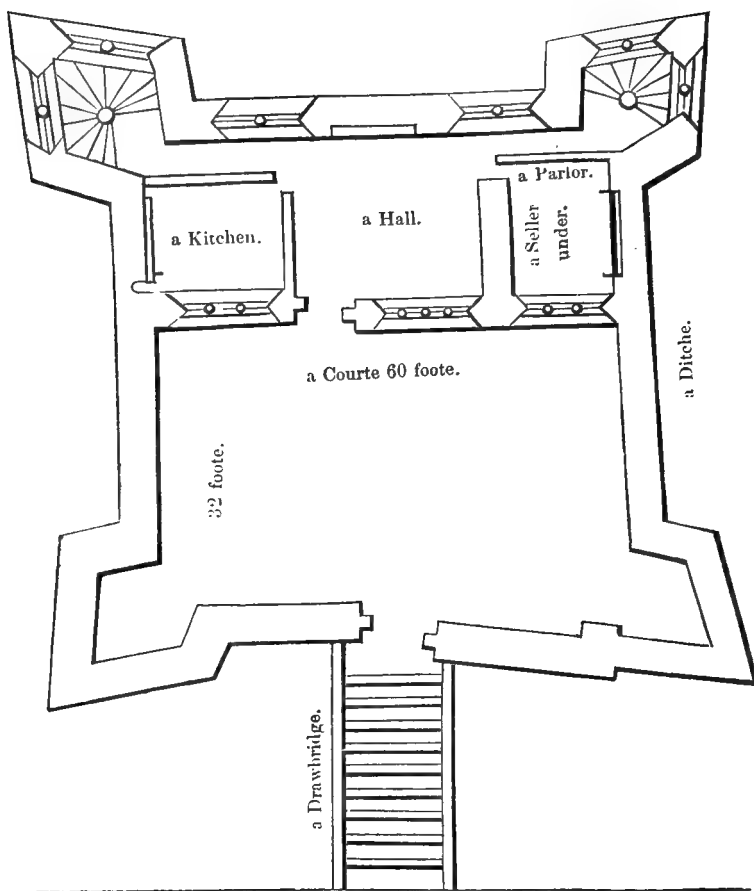 a Parlor.
a Kitchen.
a Hall.
a Seller
under.
a Courte 60 foote.
a Ditche.
32 foote.
a Drawbridge.